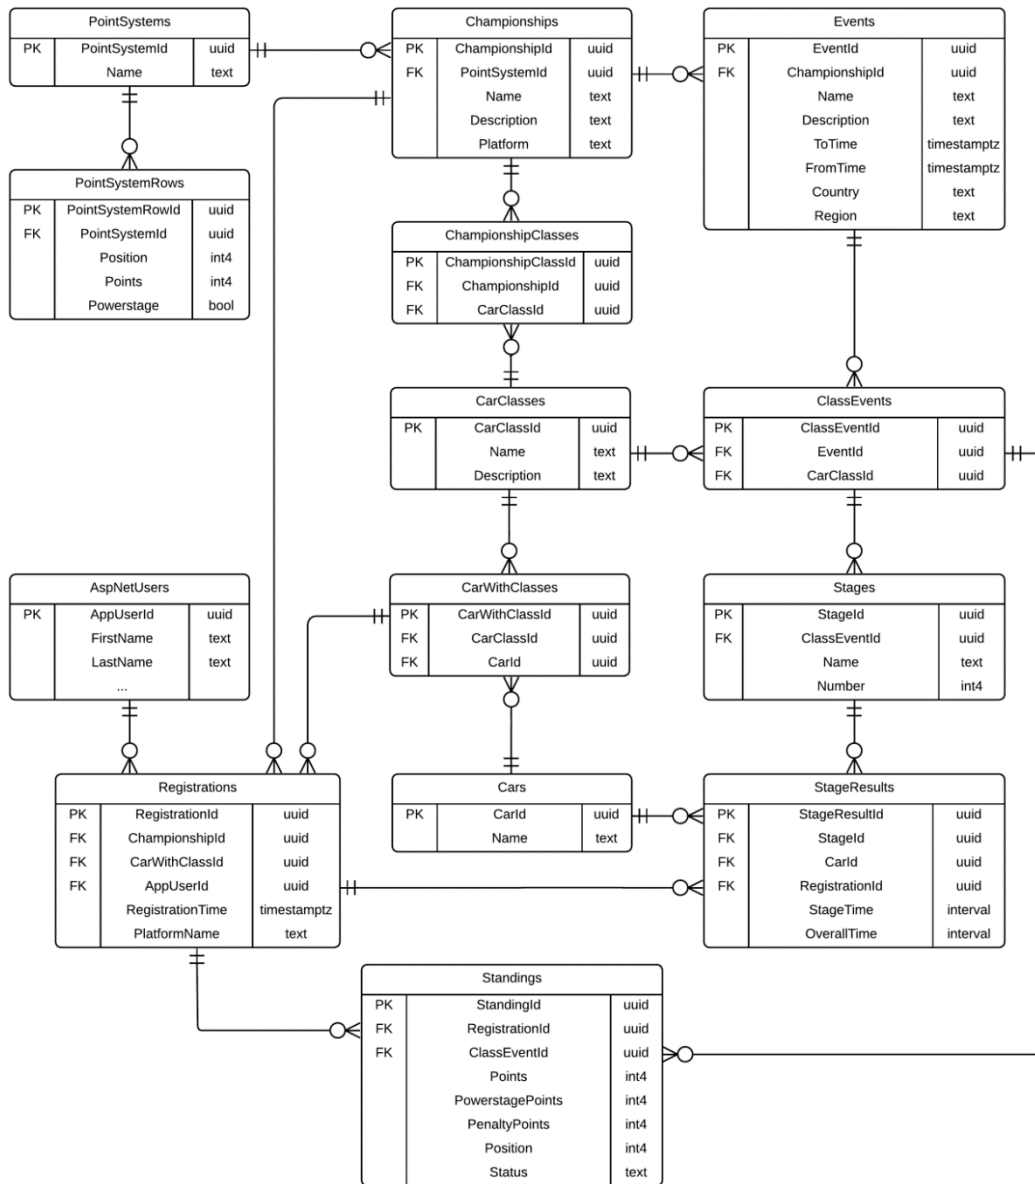 PointSystems
PK PointSystemId uuid
Name text
Championships
PK ChampionshipId uuid
FK PointSystemId uuid
Name text
Description text
Platform text
Events
PK EventId uuid
FK ChampionshipId uuid
Name text
Description text
ToTime timestamptz
FromTime timestamptz
Country text
Region text
PointSystemRows
PK PointSystemRowId uuid
FK PointSystemId uuid
Position int4
Points int4
Powerstage bool
ChampionshipClasses
PK ChampionshipClassId uuid
FK ChampionshipId uuid
FK CarClassId uuid
CarClasses
PK CarClassId uuid
Name text
Description text
ClassEvents
PK ClassEventId uuid
FK EventId uuid
FK CarClassId uuid
AspNetUsers
PK AppUserId uuid
FirstName text
LastName text
...
CarWithClasses
PK CarWithClassId uuid
FK CarClassId uuid
FK CarId uuid
Stages
PK StageId uuid
FK ClassEventId uuid
Name text
Number int4
Registrations
PK RegistrationId uuid
FK ChampionshipId uuid
FK CarWithClassId uuid
FK AppUserId uuid
RegistrationTime timestamptz
PlatformName text
Cars
PK CarId uuid
Name text
StageResults
PK StageResultId uuid
FK StageId uuid
FK CarId uuid
FK RegistrationId uuid
StageTime interval
OverallTime interval
Standings
PK StandingId uuid
FK RegistrationId uuid
FK ClassEventId uuid
Points int4
PowerstagePoints int4
PenaltyPoints int4
Position int4
Status text